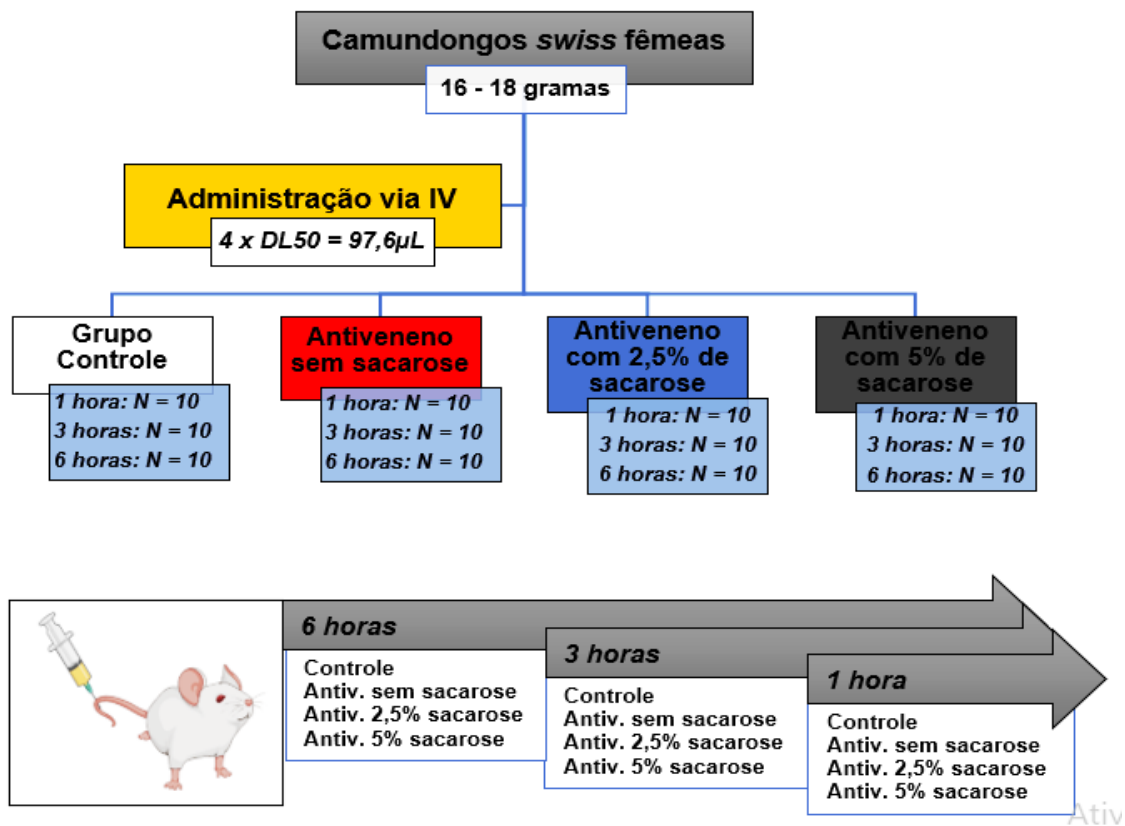 Camundongos swiss fêmeas
16 - 18 gramas
Administração via IV
4 x DL50 = 97,6µL
Grupo
Controle
1 hora: N = 10
3 horas: N = 10
6 horas: N = 10
Antiveneno
sem sacarose
1 hora: N = 10
3 horas: N = 10
6 horas: N = 10
Antiveneno
com 2,5% de
sacarose
1 hora: N = 10
3 horas: N = 10
6 horas: N = 10
Antiveneno
com 5% de
sacarose
1 hora: N = 10
3 horas: N = 10
6 horas: N = 10
6 horas
Controle
Antiv. sem sacarose
Antiv. 2,5% sacarose
Antiv. 5% sacarose
3 horas
Controle
Antiv. sem sacarose
Antiv. 2,5% sacarose
Antiv. 5% sacarose
1 hora
Controle
Antiv. sem sacarose
Antiv. 2,5% sacarose
Antiv. 5% sacarose
Ativ